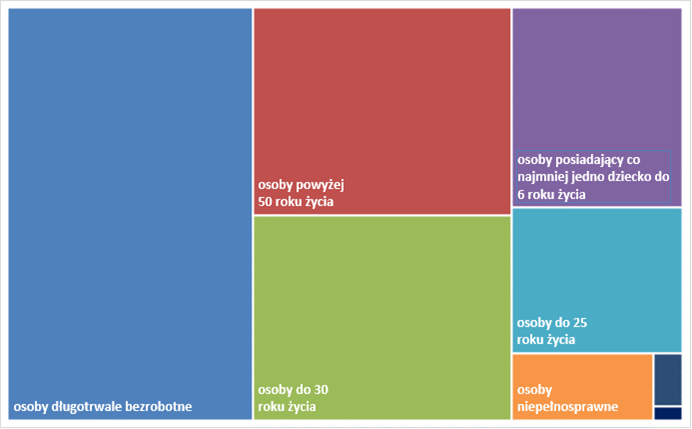 osoby długotrwale bezrobotne
osoby powyżej
50 roku życia
osoby do 30
roku życia
osoby posiadający co
najmniej jedno dziecko do
6 roku życia
osoby do 25
roku życia
osoby
niepełnosprawne